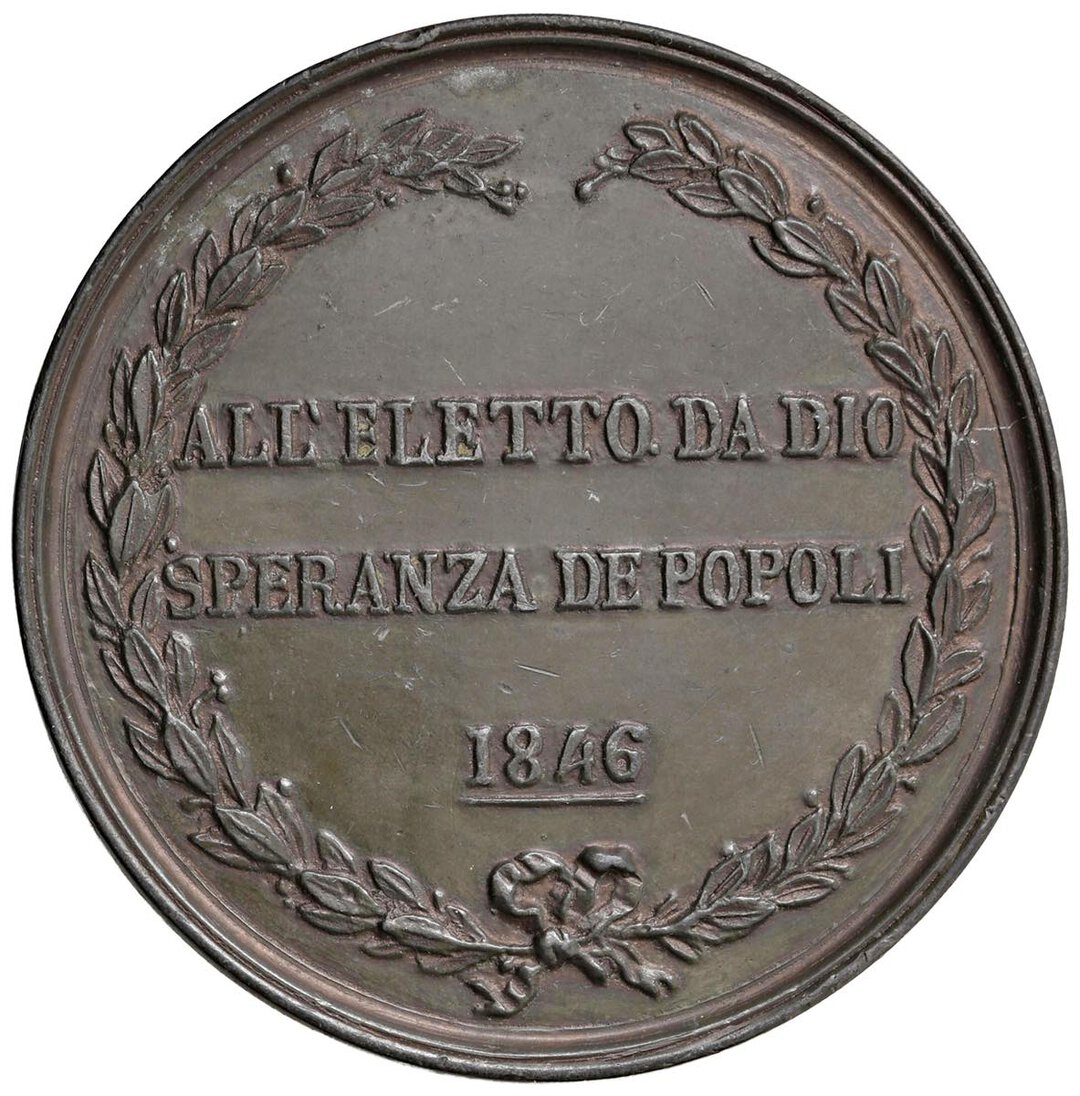 ALL' ELETTO. DA DIO
SPERANZA DE POPOLI
1846